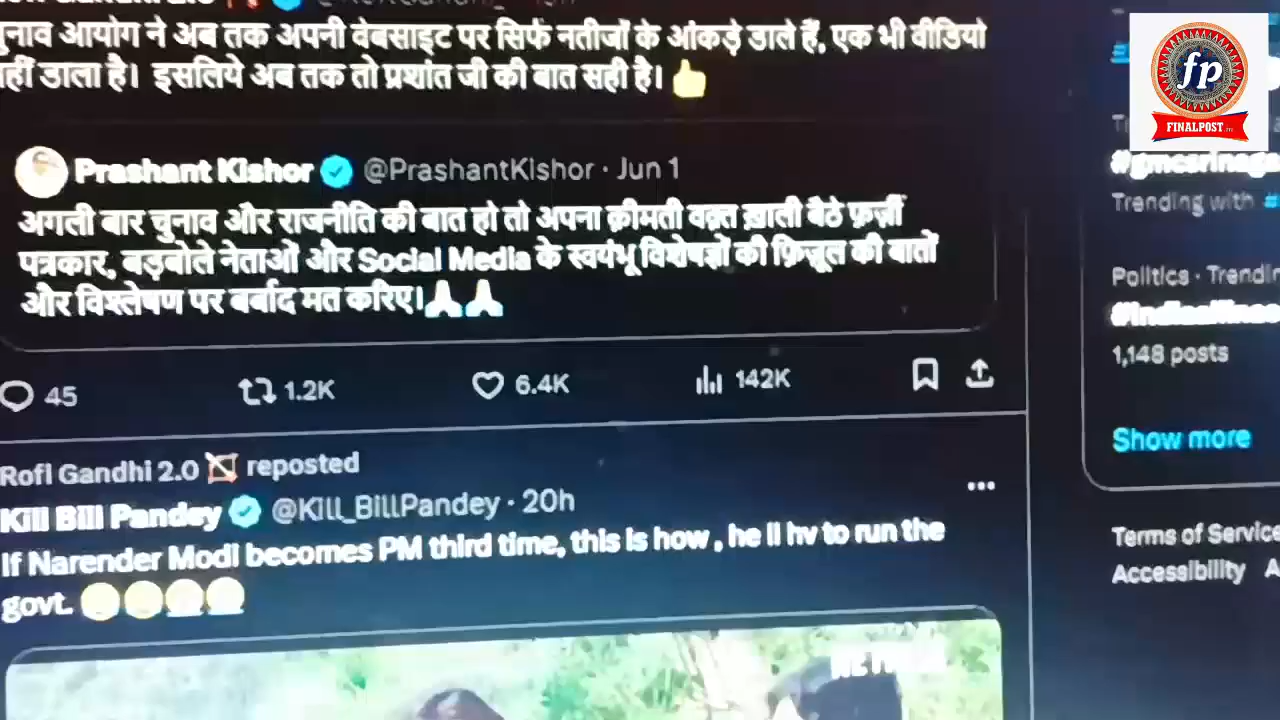 चुनाव आयोग ने अब तक अपनी वेबसाइट पर सिर्फ नतीजों के आंकड़े डाले हैं, एक भी वीडियो
नहीं डाला है। इसलिये अब तक तो प्रशांत जी की बात सही है। 👍
Prashant Kishor @PrashantKishor · Jun 1
अगली बार चुनाव और राजनीति की बात हो तो अपना क़ीमती वक़्त ख़ाली बैठे फ़र्ज़ी
पत्रकार, बड़बोले नेताओं और Social Media के स्वयंभू विशेषज्ञों की फ़िज़ूल की बातों
और विश्लेषण पर बर्बाद मत करिए।🙏🙏
45 1.2K 6.4K 142K
Rofl Gandhi 2.0 reposted
Kill Bill Pandey @Kill_BillPandey · 20h
If Narender Modi becomes PM third time, this is how , he ll hv to run the
govt.
fp
FINALPOST
Trending with
Politics ·
1,148 posts
Show more
Terms of Service
Accessibility